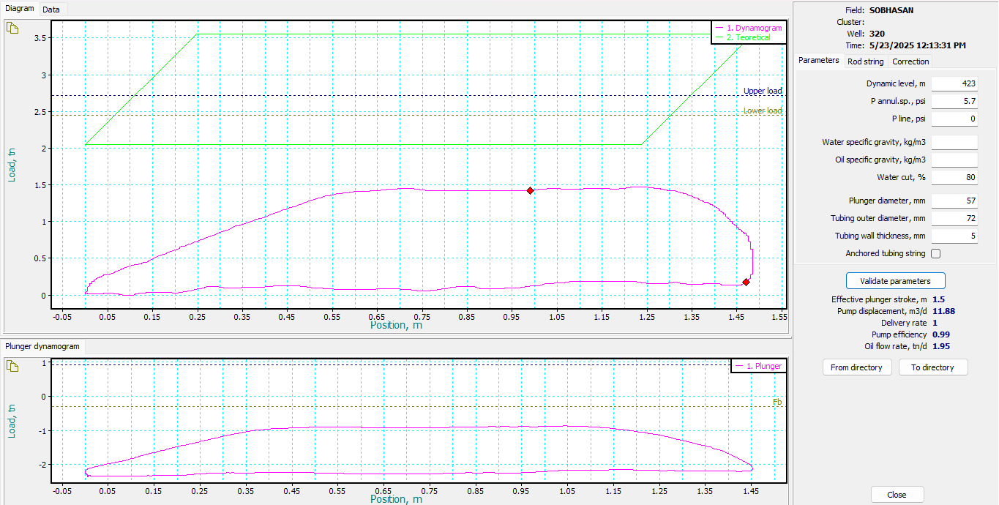 Diagram Data
3.5
3
2.5
2
1.5
1
0.5
0
Load, tn
1. Dynamogram
2. Teoretical
Upper load
Lower load
-0.05 0.05 0.15 0.25 0.35 0.45 0.55 0.65 0.75 0.85 0.95 1.05 1.15 1.25 1.35 1.45 1.55
Position, m
Plunger dynamogram
1
0
-1
-2
Load, tn
1. Plunger
Fb
-0.05 0.05 0.15 0.25 0.35 0.45 0.55 0.65 0.75 0.85 0.95 1.05 1.15 1.25 1.35 1.45
Position, m
Field: SOBHASAN
Cluster:
Well: 320
Time: 5/23/2025 12:13:31 PM
Parameters Rod string Correction
Dynamic level, m 423
P annul.sp., psi 5.7
P line, psi 0
Water specific gravity, kg/m3
Oil specific gravity, kg/m3
Water cut, % 80
Plunger diameter, mm 57
Tubing outer diameter, mm 72
Tubing wall thickness, mm 5
Anchored tubing string
Validate parameters
Effective plunger stroke, m 1.5
Pump displacement, m3/d 11.88
Delivery rate 1
Pump efficiency 0.99
Oil flow rate, tn/d 1.95
From directory To directory
Close